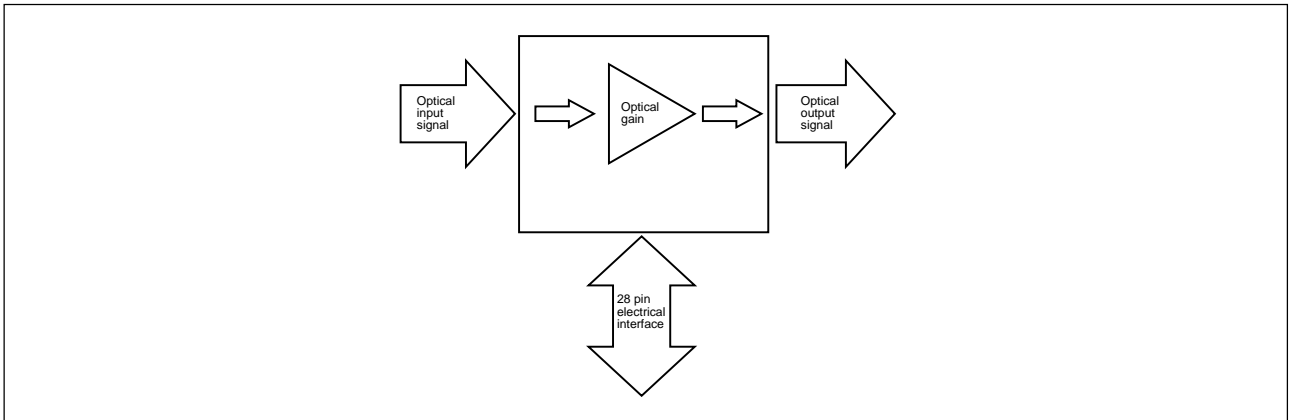 Optical
input
signal
Optical
gain
Optical
output
signal
28 pin
electrical
interface